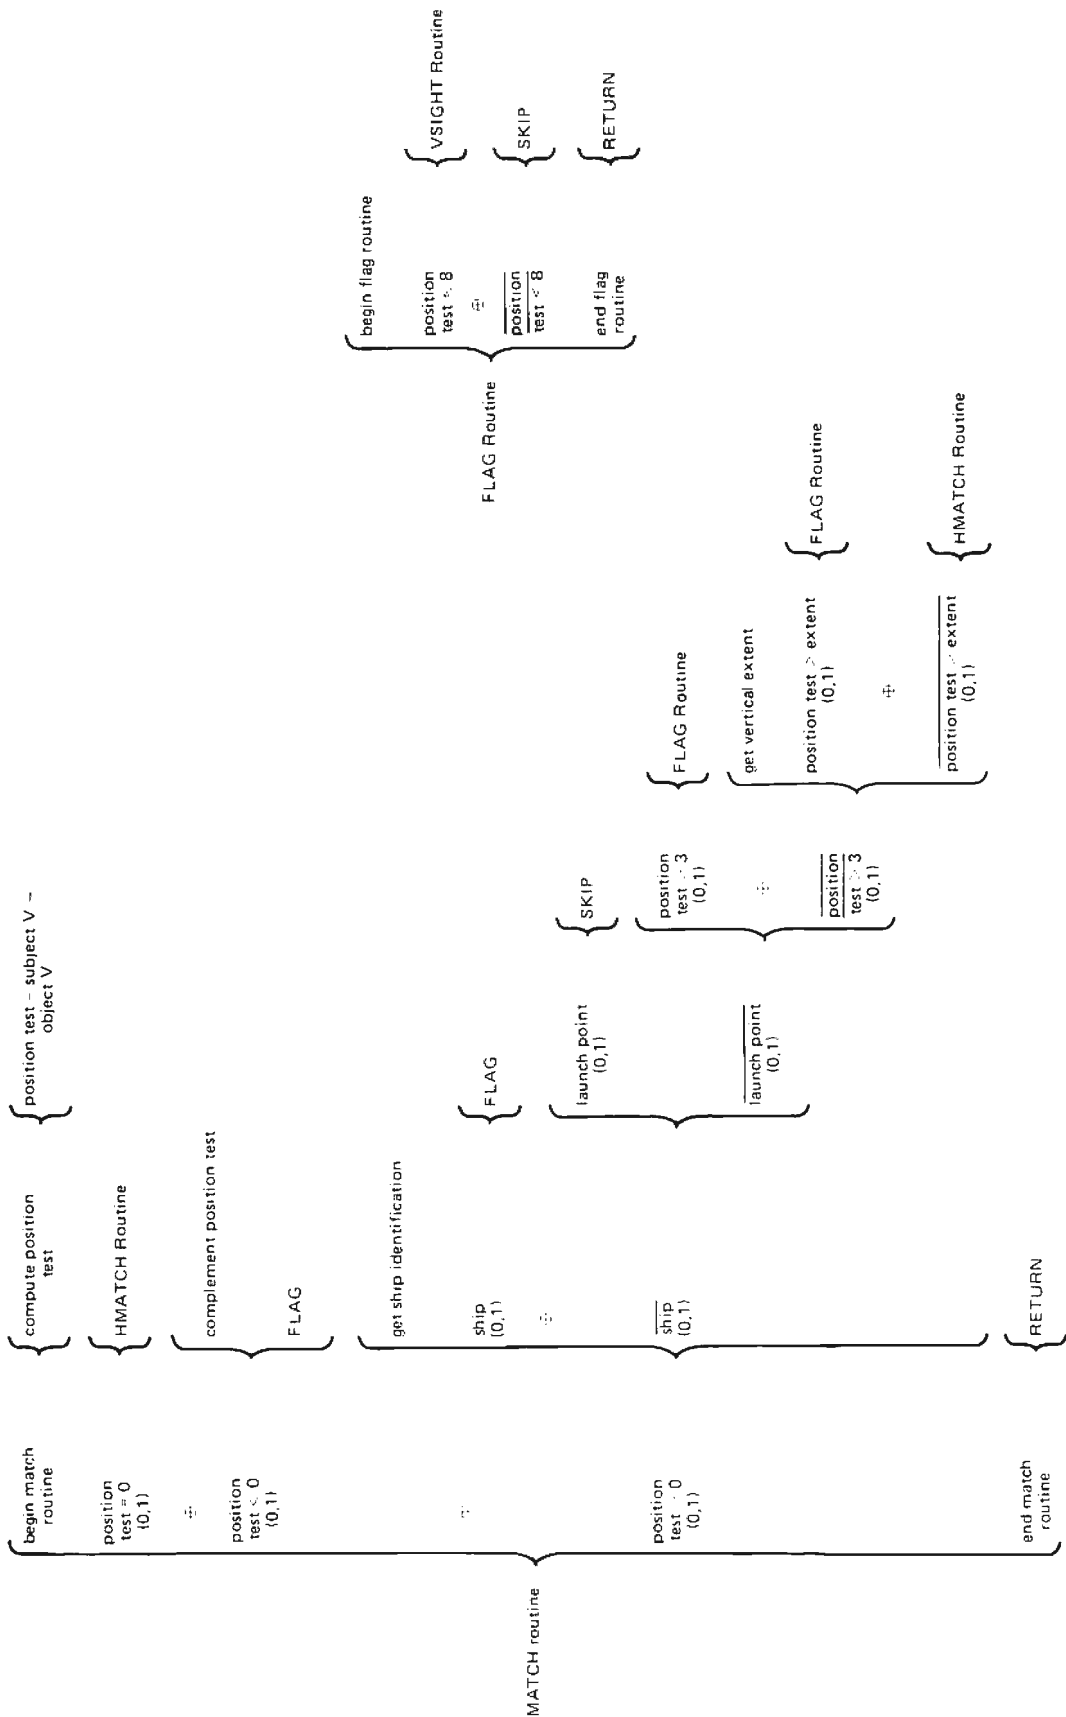 MATCH routine
begin match
routine
compute position
test
position test – subject V –
object V
position
test = 0
(0,1)
HMATCH Routine
⊕
position
test < 0
(0,1)
complement position test
FLAG
position
test 0
(0,1)
get ship identification
ship
(0,1)
FLAG
⊕
ship
(0,1)
launch point
(0,1)
SKIP
launch point
(0,1)
position
test 3
(0,1)
FLAG Routine
⊕
position
test > 3
(0,1)
get vertical extent
position test > extent
(0,1)
FLAG Routine
⊕
position test extent
(0,1)
HMATCH Routine
end match
routine
RETURN
FLAG Routine
begin flag routine
position
test < 8
VSIGHT Routine
⊕
position
test < 8
SKIP
end flag
routine
RETURN